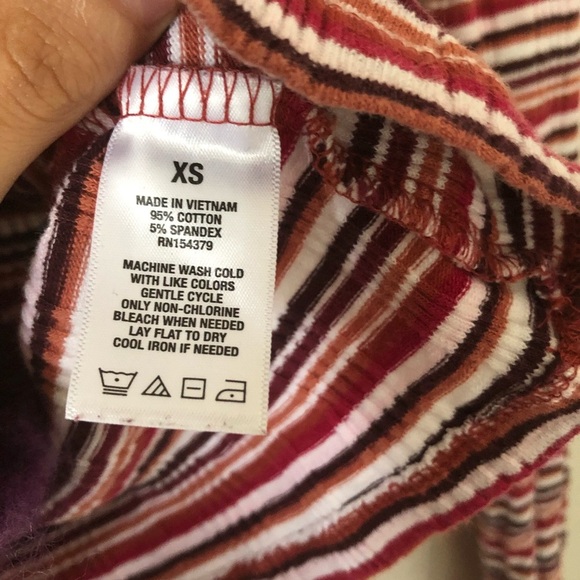 XS
MADE IN VIETNAM
95% COTTON
5% SPANDEX
RN154379
MACHINE WASH COLD
WITH LIKE COLORS
GENTLE CYCLE
ONLY NON-CHLORINE
BLEACH WHEN NEEDED
LAY FLAT TO DRY
COOL IRON IF NEEDED